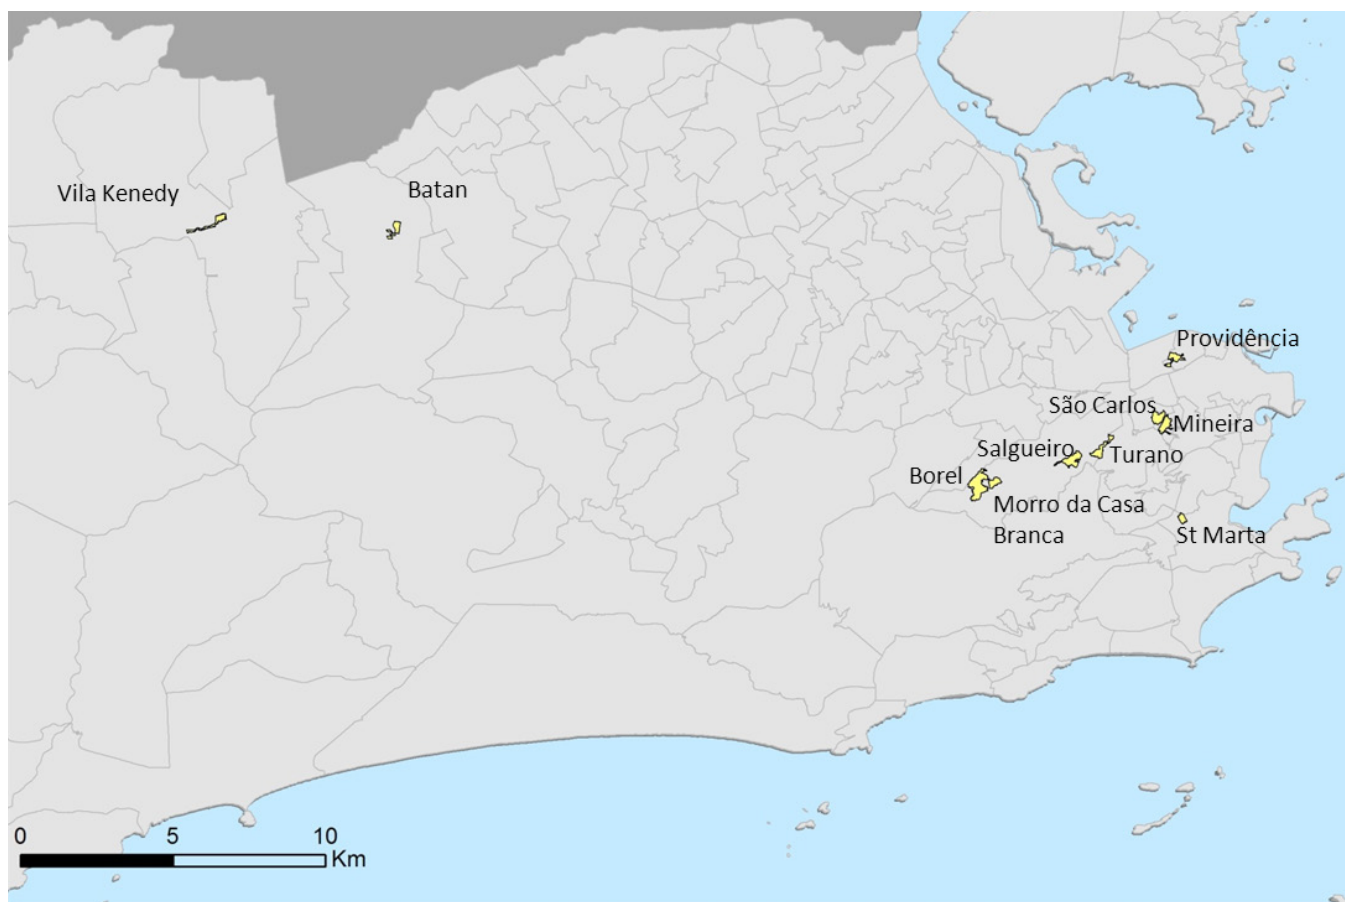 Vila Kenedy
Batan
Providência
São Carlos
Mineira
Salgueiro
Turano
Borel
Morro da Casa
Branca
St Marta
0 5 10
Km